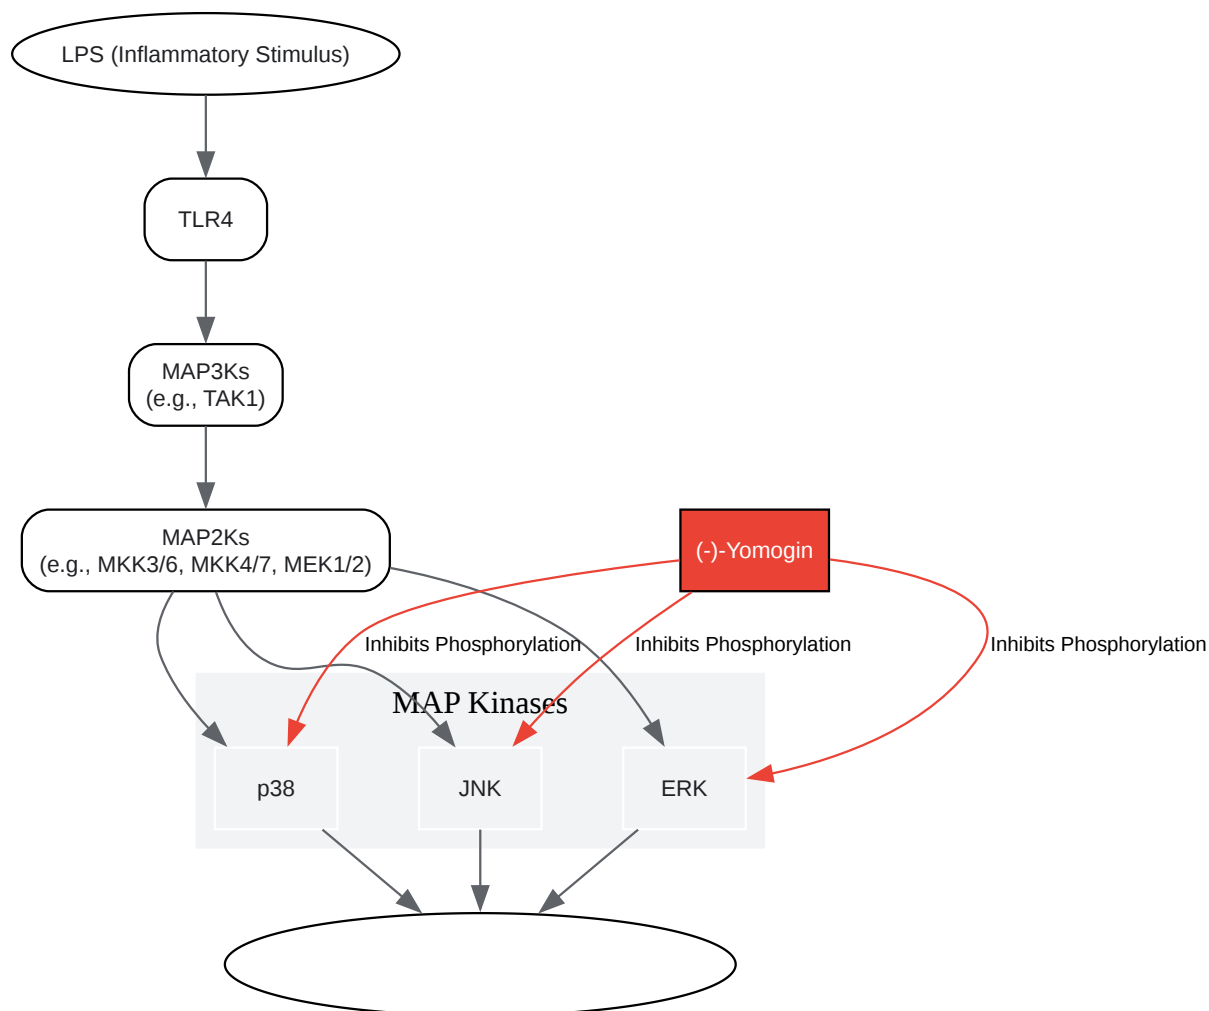 LPS (Inflammatory Stimulus)
TLR4
MAP3Ks
(e.g., TAK1)
MAP2Ks
(e.g., MKK3/6, MKK4/7, MEK1/2)
(-)-Yomogin
Inhibits Phosphorylation
Inhibits Phosphorylation
Inhibits Phosphorylation
MAP Kinases
p38
JNK
ERK